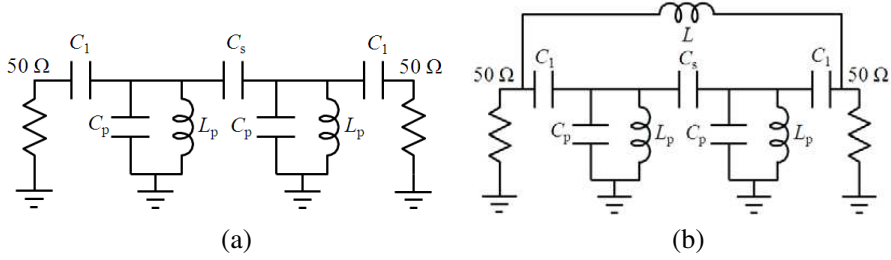 C1 Cs C1
50 Ω 50 Ω
Cp Lp Cp Lp
(a)
L
Cs
50 Ω C1 C1 50 Ω
Cp Lp Cp Lp
(b)